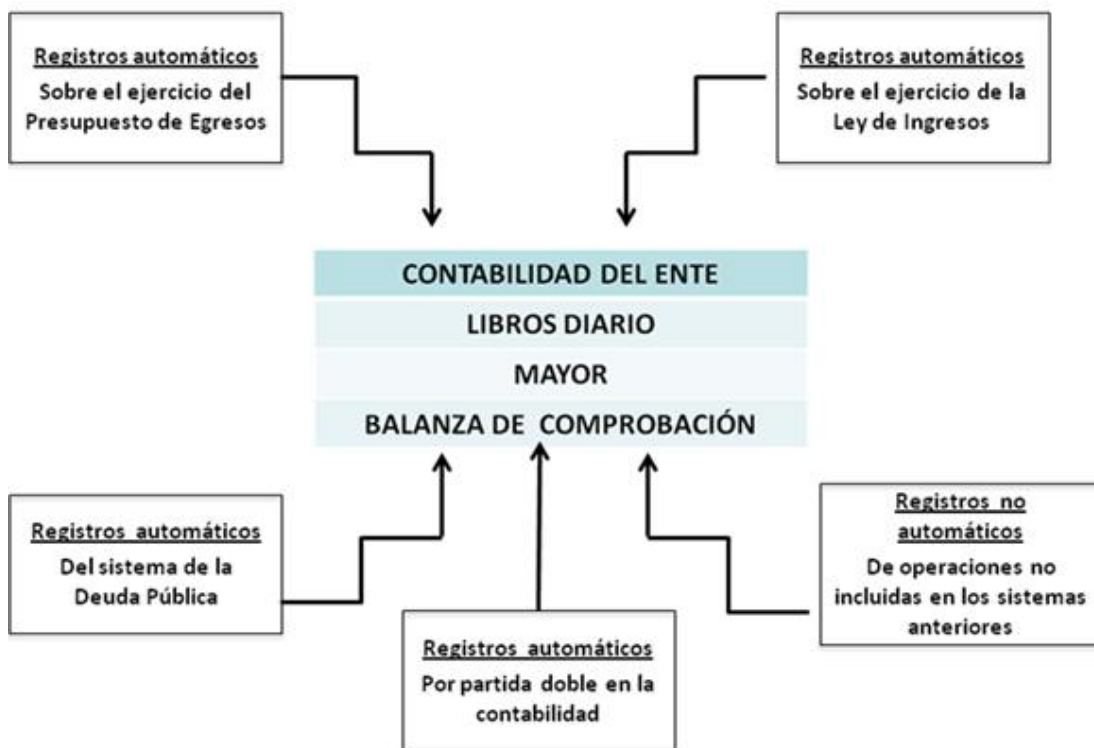 Registros automáticos
Sobre el ejercicio del
Presupuesto de Egresos
Registros automáticos
Sobre el ejercicio de la
Ley de Ingresos
CONTABILIDAD DEL ENTE
LIBROS DIARIO
MAYOR
BALANZA DE COMPROBACIÓN
Registros automáticos
Del sistema de la
Deuda Pública
Registros automáticos
Por partida doble en la
contabilidad
Registros no
automáticos
De operaciones no
incluidas en los sistemas
anteriores